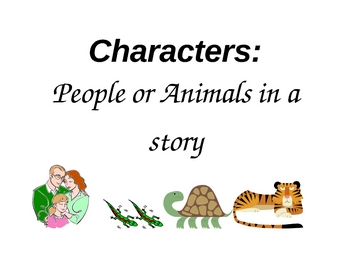 Characters:
People or Animals in a
story